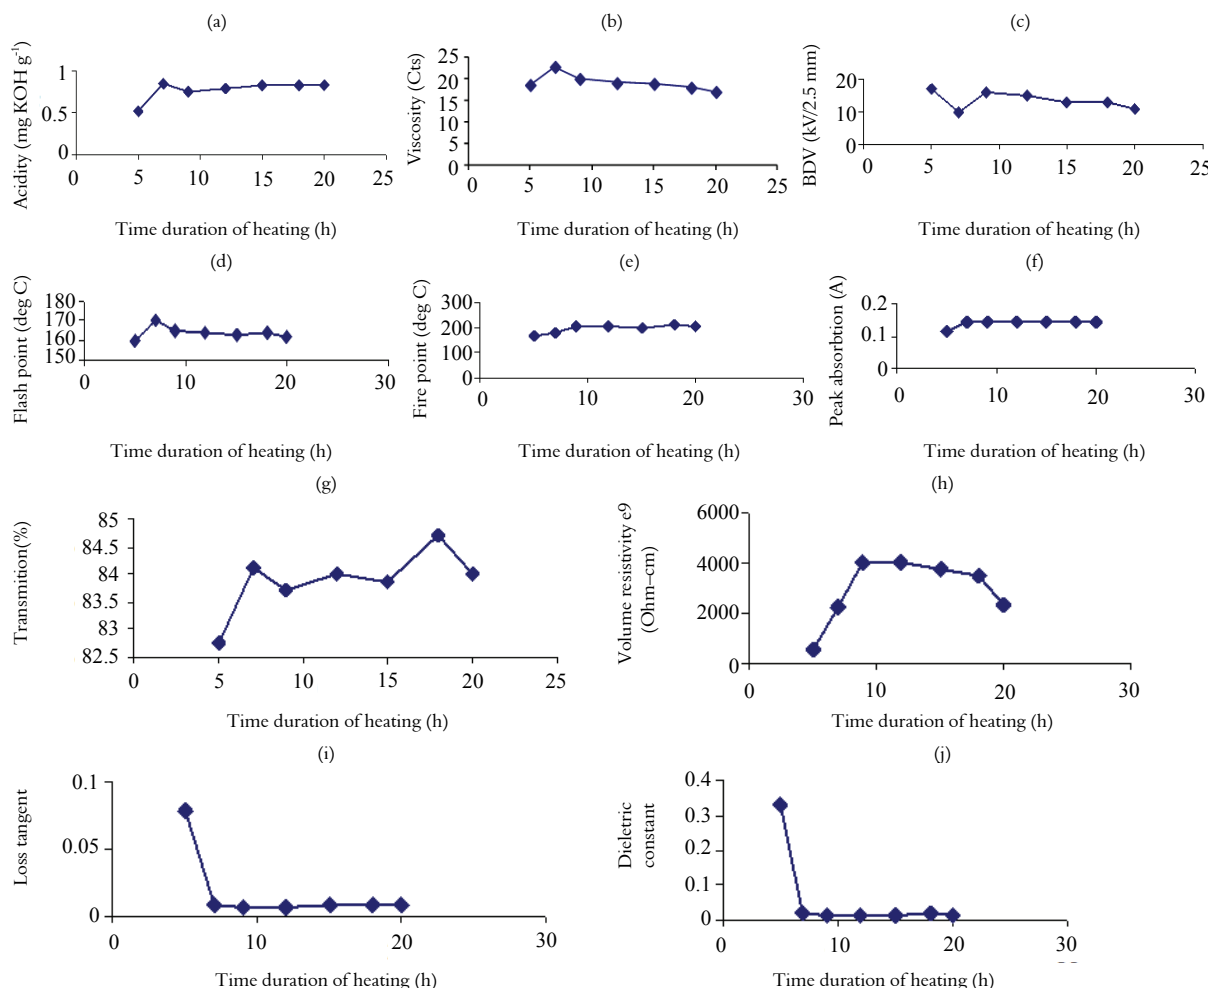 (a)
(b)
(c)
Acidity (mg KOH g-1)
1
0.5
0
0 5 10 15 20 25
Time duration of heating (h)
Viscosity (Cts)
25
20
15
10
5
0
0 5 10 15 20 25
Time duration of heating (h)
BDV (kV/2.5 mm)
20
10
0
0 5 10 15 20 25
Time duration of heating (h)
(d)
(e)
(f)
Flash point (deg C)
180
170
160
150
0 10 20 30
Time duration of heating (h)
Fire point (deg C)
300
200
100
0
0 10 20 30
Time duration of heating (h)
Peak absorbtion (A)
0.2
0.1
0
0 10 20 30
Time duration of heating (h)
(g)
(h)
Transmition(%)
85
84.5
84
83.5
83
82.5
0 5 10 15 20 25
Time duration of heating (h)
Volume resistivity e9
(Ohm–cm)
6000
4000
2000
0
0 10 20 30
Time duration of heating (h)
(i)
(j)
Loss tangent
0.1
0.05
0
0 10 20 30
Time duration of heating (h)
Dieletric
constant
0.4
0.3
0.2
0.1
0
0 10 20 30
Time duration of heating (h)